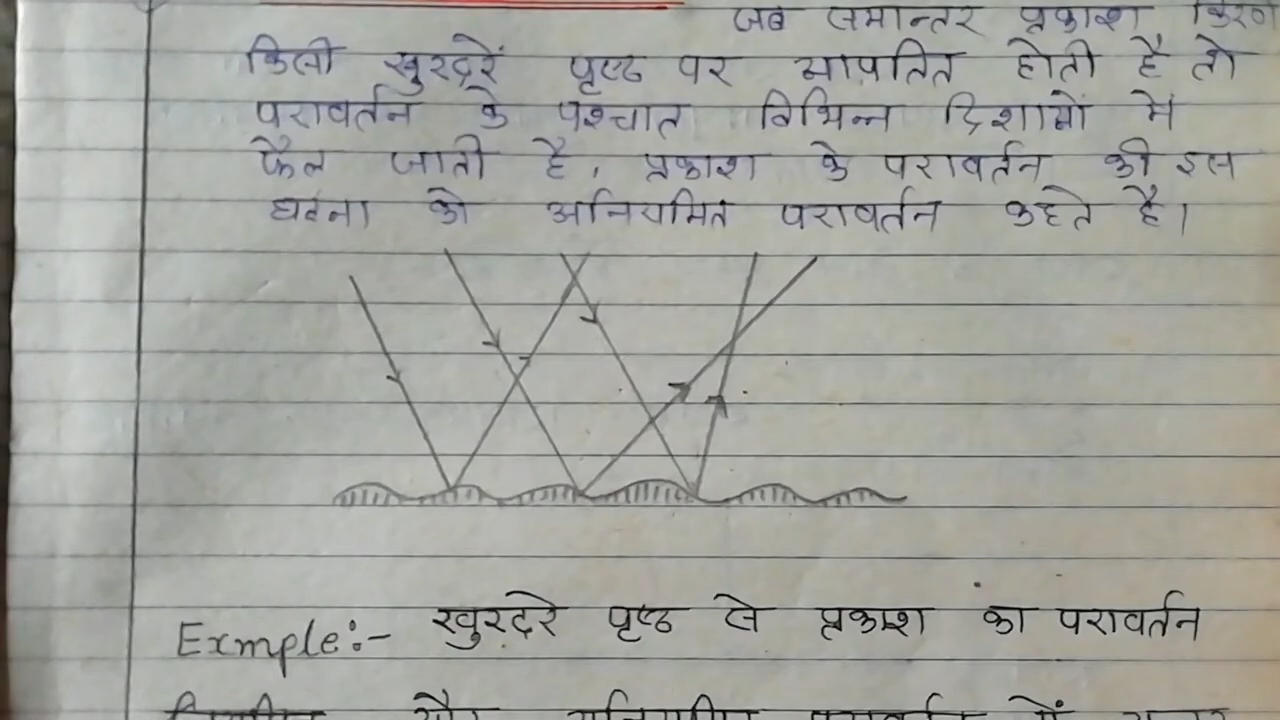 जब समान्तर प्रकाश किरण
किसी खुरदरें पृष्ठ पर आपतित होती है तो
परावर्तन के पश्चात विभिन्न दिशाओं में
फैल जाती है, प्रकाश के परावर्तन की इस
घटना को अनियमित परावर्तन कहते है।
Exmple:- खुरदरे पृष्ठ से प्रकाश का परावर्तन